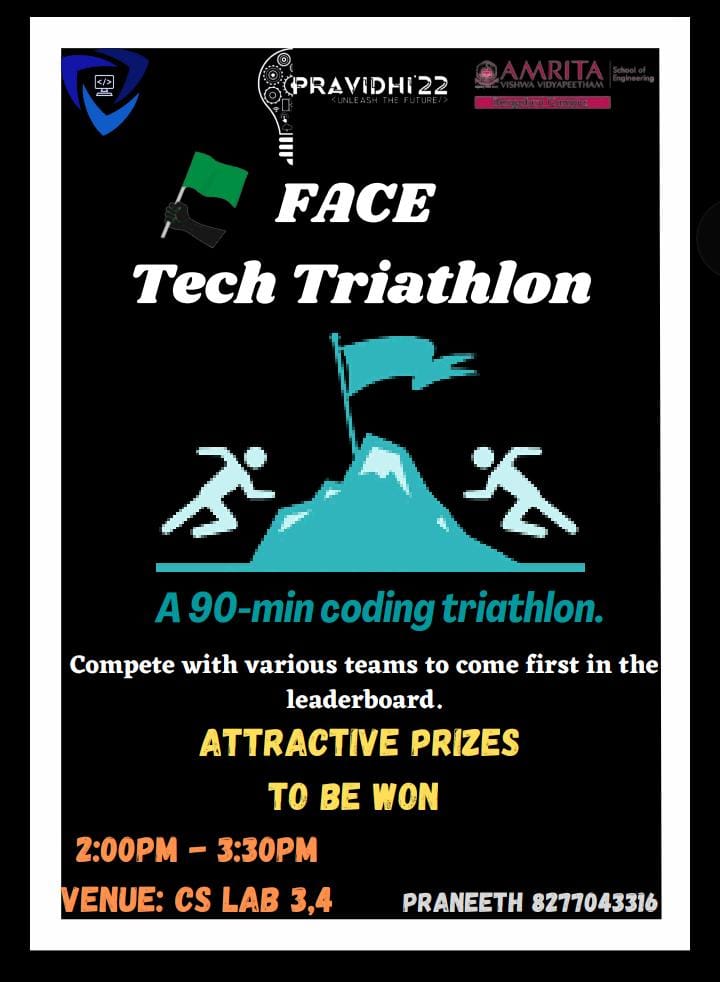 </>
PRAVIDHI'22
<UNLEASH THE FUTURE/>
AMRITA
VISHWA VIDYAPEETHAM
School of
Engineering
Bengaluru Campus
FACE
Tech Triathlon
A 90-min coding triathlon.
Compete with various teams to come first in the
leaderboard.
ATTRACTIVE PRIZES
TO BE WON
2:00PM – 3:30PM
VENUE: CS LAB 3,4
PRANEETH 8277043316